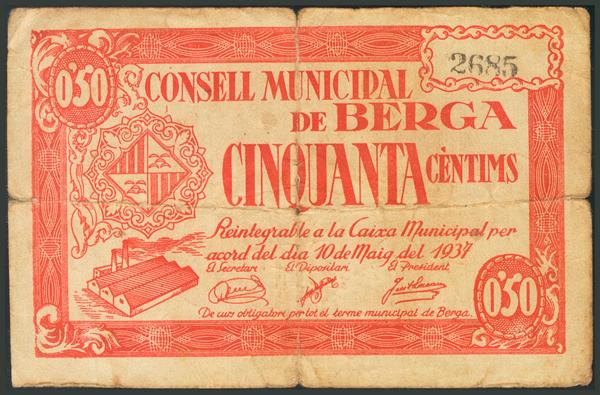 0'50
2685
CONSELL MUNICIPAL
DE BERGA
CINQUANTA CÈNTIMS
Reintegrable a la Caixa Municipal per
acord del dia 10 de Maig del 1937
El Secretari El Dipositari El President
De curs obligatori per tot el terme municipal de Berga.
0'50